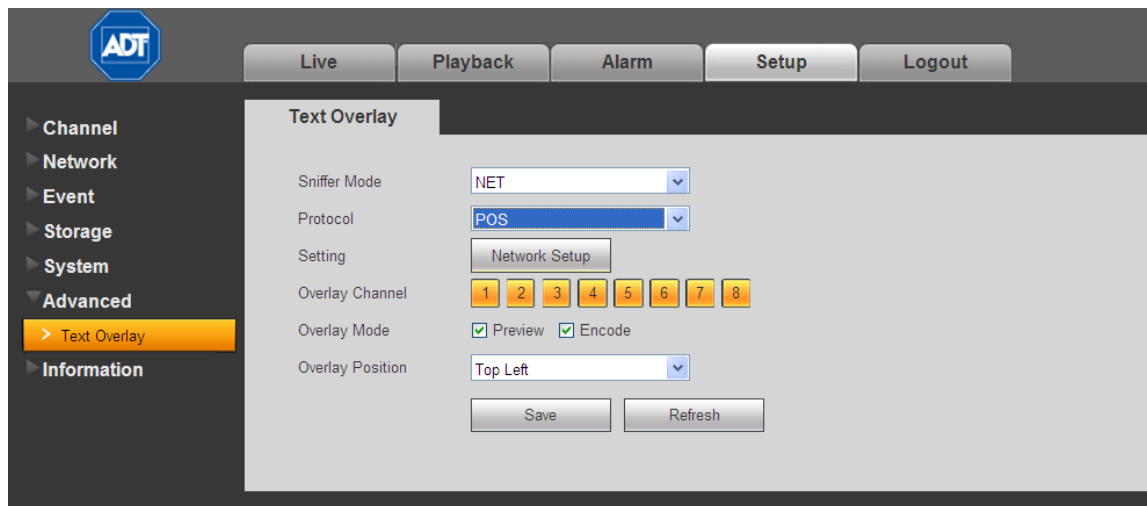 ADT
Live Playback Alarm Setup Logout
Channel
Network
Event
Storage
System
Advanced
> Text Overlay
Information
Text Overlay
Sniffer Mode NET
Protocol POS
Setting Network Setup
Overlay Channel 1 2 3 4 5 6 7 8
Overlay Mode Preview Encode
Overlay Position Top Left
Save Refresh